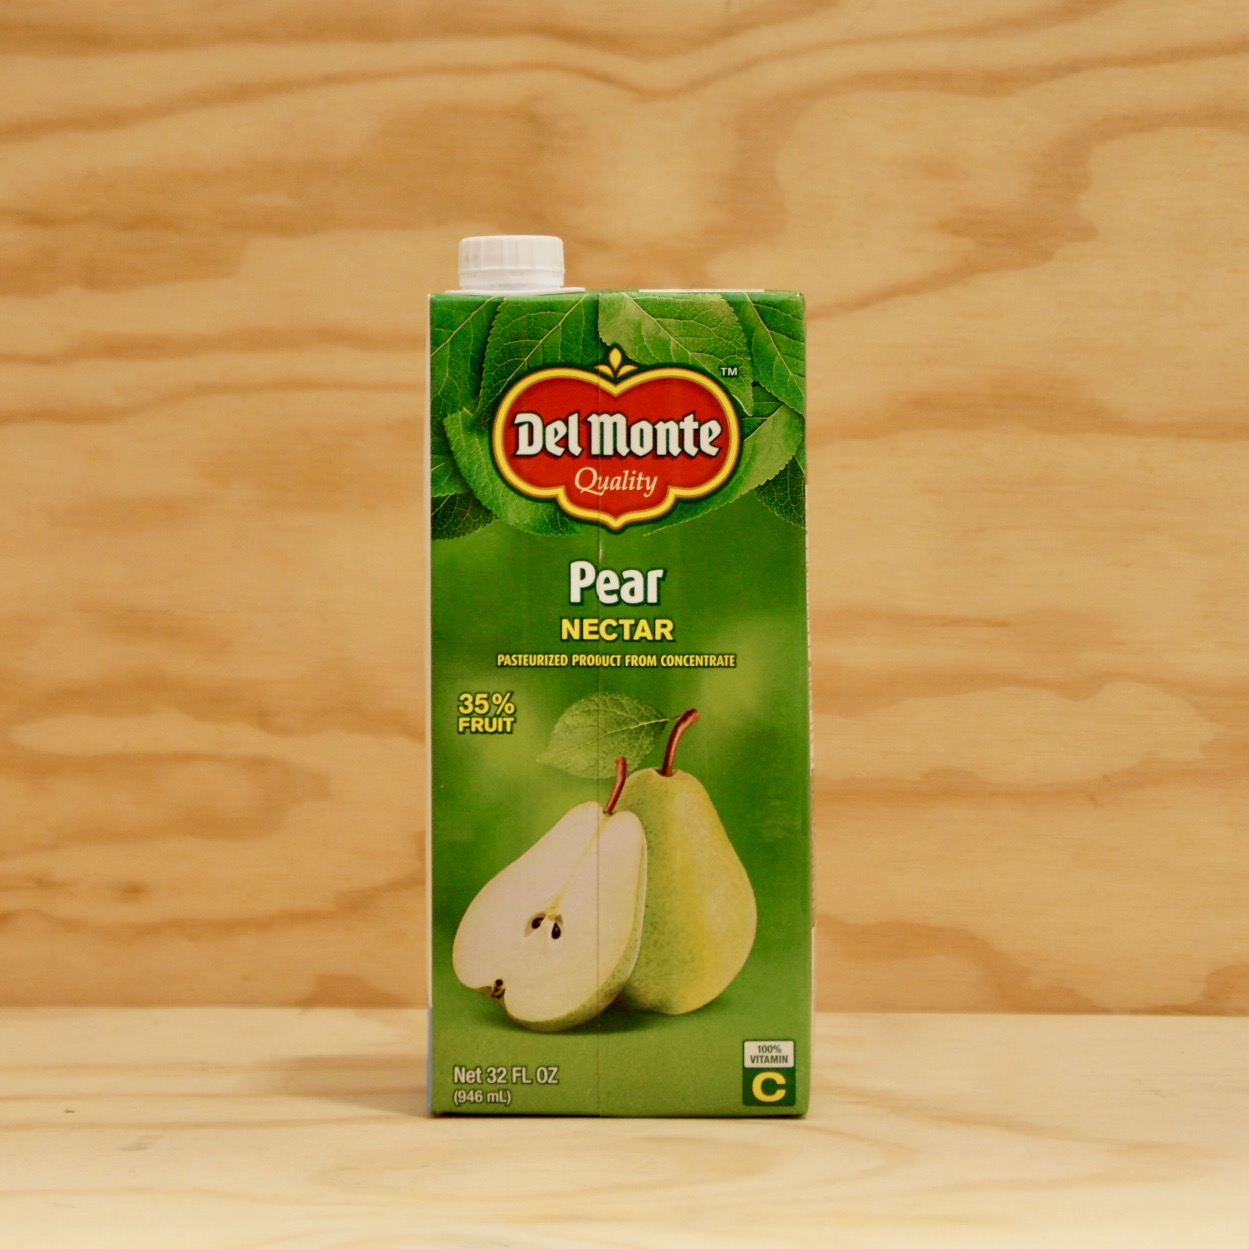 Del Monte
TM
Quality
Pear
NECTAR
PASTEURIZED PRODUCT FROM CONCENTRATE
35%
FRUIT
Net 32 FL OZ
(946 mL)
100%
VITAMIN
C